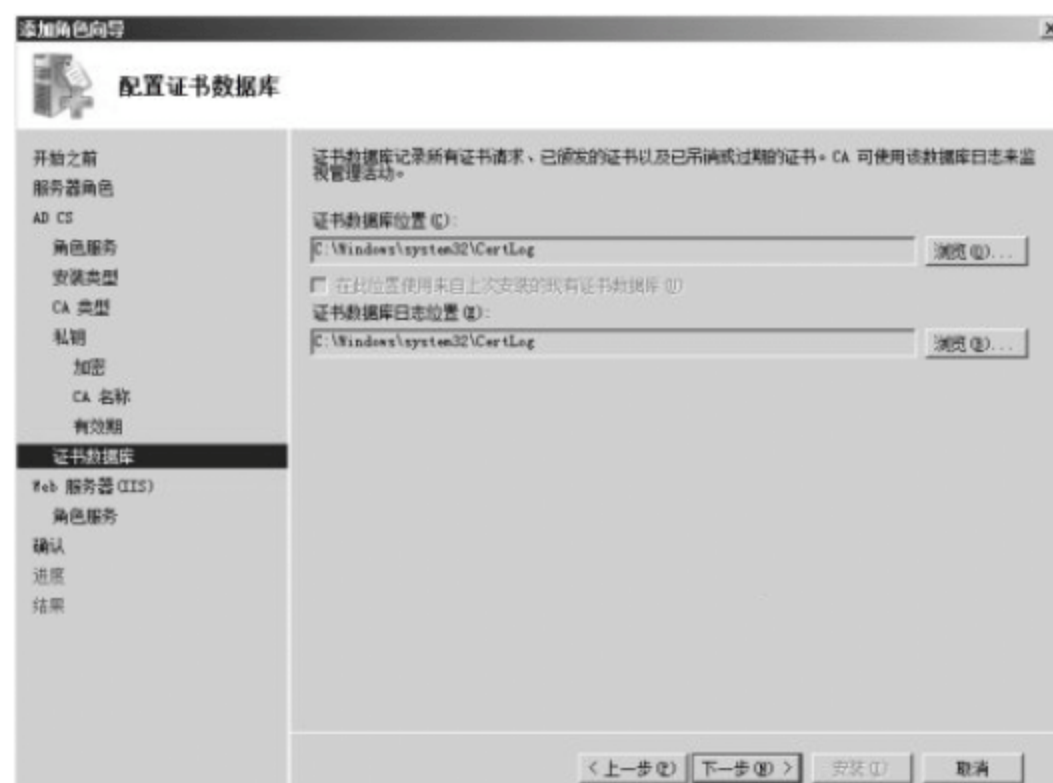 添加角色向导
配置证书数据库
开始之前
服务器角色
AD CS
角色服务
安装类型
CA 类型
私钥
加密
CA 名称
有效期
证书数据库
Web 服务器(IIS)
角色服务
确认
进度
结果
证书数据库记录所有证书请求、已颁发的证书以及已吊销或过期的证书。CA 可使用该数据库日志来监
视管理活动。
证书数据库位置(C):
C:\Windows\system32\CertLog
浏览(O)...
在此位置使用来自上次安装的现有证书数据库(U)
证书数据库日志位置(E):
C:\Windows\system32\CertLog
浏览(R)...
< 上一步(P)
下一步(N) >
安装(I)
取消